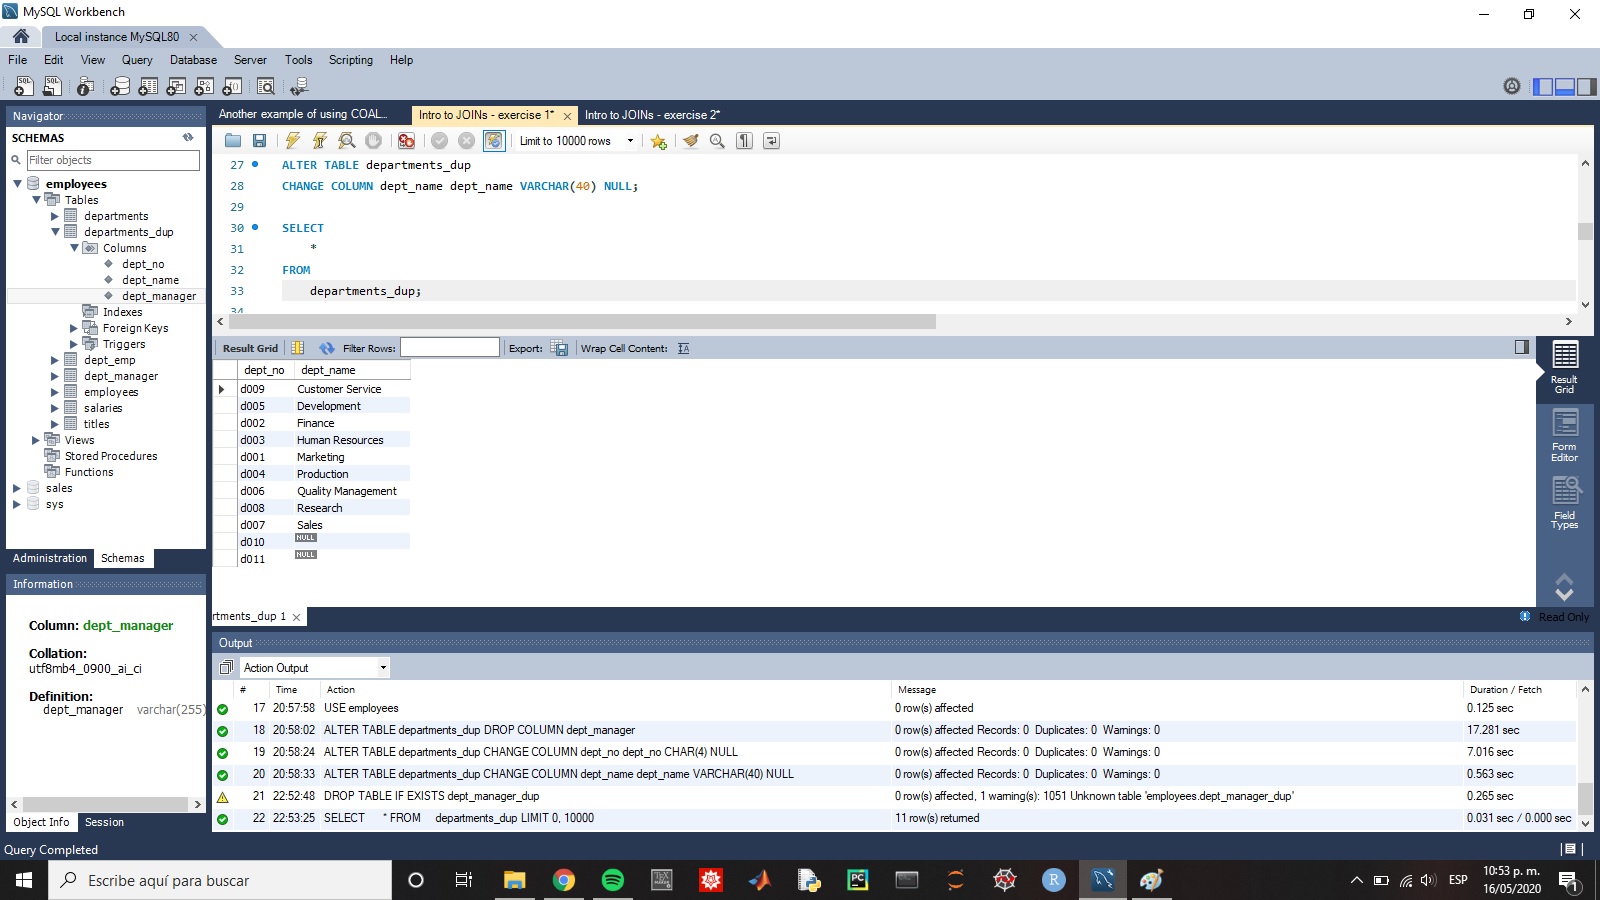 MySQL Workbench
Local instance MySQL80
File Edit View Query Database Server Tools Scripting Help
Navigator
SCHEMAS
Filter objects
employees
Tables
departments
departments_dup
Columns
dept_no
dept_name
dept_manager
Indexes
Foreign Keys
Triggers
dept_emp
dept_manager
employees
salaries
titles
Views
Stored Procedures
Functions
sales
sys
Administration Schemas
Information
Column: dept_manager
Collation:
utf8mb4_0900_ai_ci
Definition:
dept_manager varchar(255)
Object Info Session
Another example of using COAL... Intro to JOINs - exercise 1* Intro to JOINs - exercise 2*
Limit to 10000 rows
27 ALTER TABLE departments_dup
28 CHANGE COLUMN dept_name dept_name VARCHAR(40) NULL;
29
30 SELECT
31 *
32 FROM
33 departments_dup;
34
Result Grid Filter Rows: Export: Wrap Cell Content:
dept_no dept_name
d009 Customer Service
d005 Development
d002 Finance
d003 Human Resources
d001 Marketing
d004 Production
d006 Quality Management
d008 Research
d007 Sales
d010 NULL
d011 NULL
Result
Grid
Form
Editor
Field
Types
rtments_dup 1
Read Only
Output
Action Output
# Time Action Message Duration / Fetch
17 20:57:58 USE employees 0 row(s) affected 0.125 sec
18 20:58:02 ALTER TABLE departments_dup DROP COLUMN dept_manager 0 row(s) affected Records: 0 Duplicates: 0 Warnings: 0 17.281 sec
19 20:58:24 ALTER TABLE departments_dup CHANGE COLUMN dept_no dept_no CHAR(4) NULL 0 row(s) affected Records: 0 Duplicates: 0 Warnings: 0 7.016 sec
20 20:58:33 ALTER TABLE departments_dup CHANGE COLUMN dept_name dept_name VARCHAR(40) NULL 0 row(s) affected Records: 0 Duplicates: 0 Warnings: 0 0.563 sec
21 22:52:48 DROP TABLE IF EXISTS dept_manager_dup 0 row(s) affected, 1 warning(s): 1051 Unknown table 'employees.dept_manager_dup' 0.265 sec
22 22:53:25 SELECT * FROM departments_dup LIMIT 0, 10000 11 row(s) returned 0.031 sec / 0.000 sec
Query Completed
Escribe aquí para buscar
ESP
10:53 p. m.
16/05/2020
1